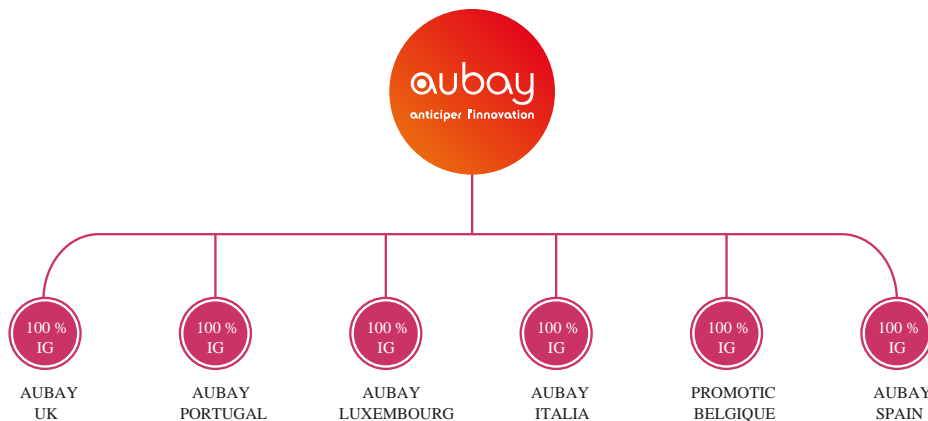 aubay
anticiper l'innovation
100 %
IG
100 %
IG
100 %
IG
100 %
IG
100 %
IG
100 %
IG
AUBAY
UK
AUBAY
PORTUGAL
AUBAY
LUXEMBOURG
AUBAY
ITALIA
PROMOTIC
BELGIQUE
AUBAY
SPAIN